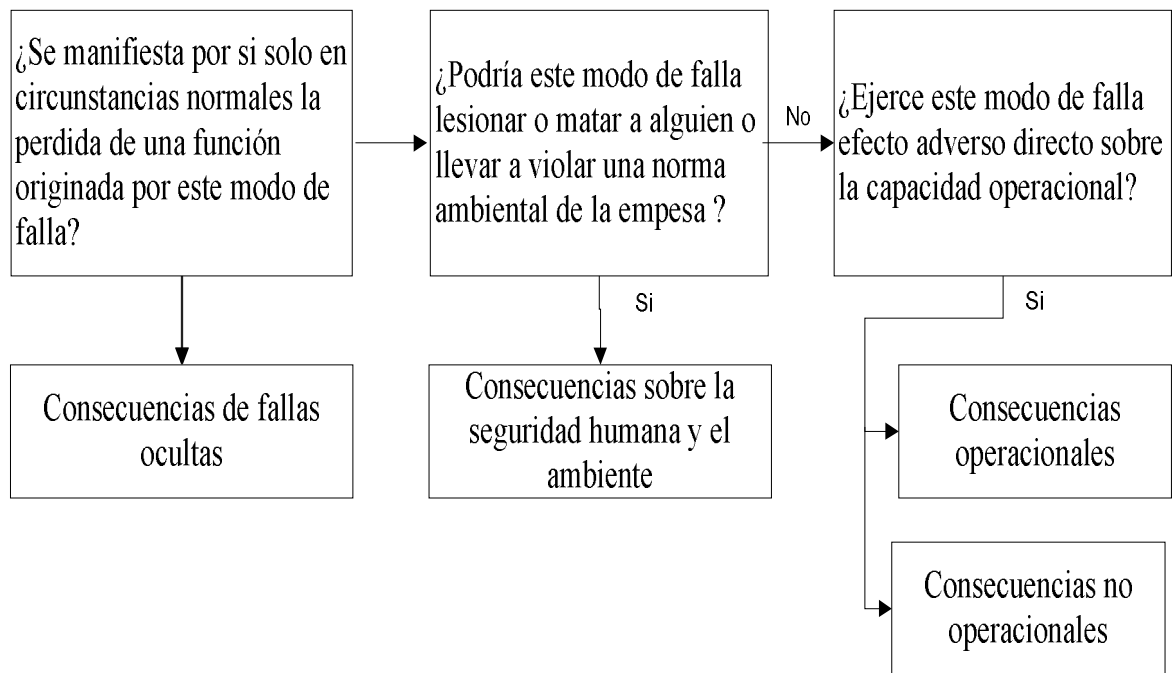 ¿Se manifiesta por si solo en
circunstancias normales la
perdida de una función
originada por este modo de
falla?
¿Podría este modo de falla
lesionar o matar a alguien o
llevar a violar una norma
ambiental de la empesa ?
No
¿Ejerce este modo de falla
efecto adverso directo sobre
la capacidad operacional?
Si
Si
Consecuencias de fallas
ocultas
Consecuencias sobre la
seguridad humana y el
ambiente
Consecuencias
operacionales
Consecuencias no
operacionales